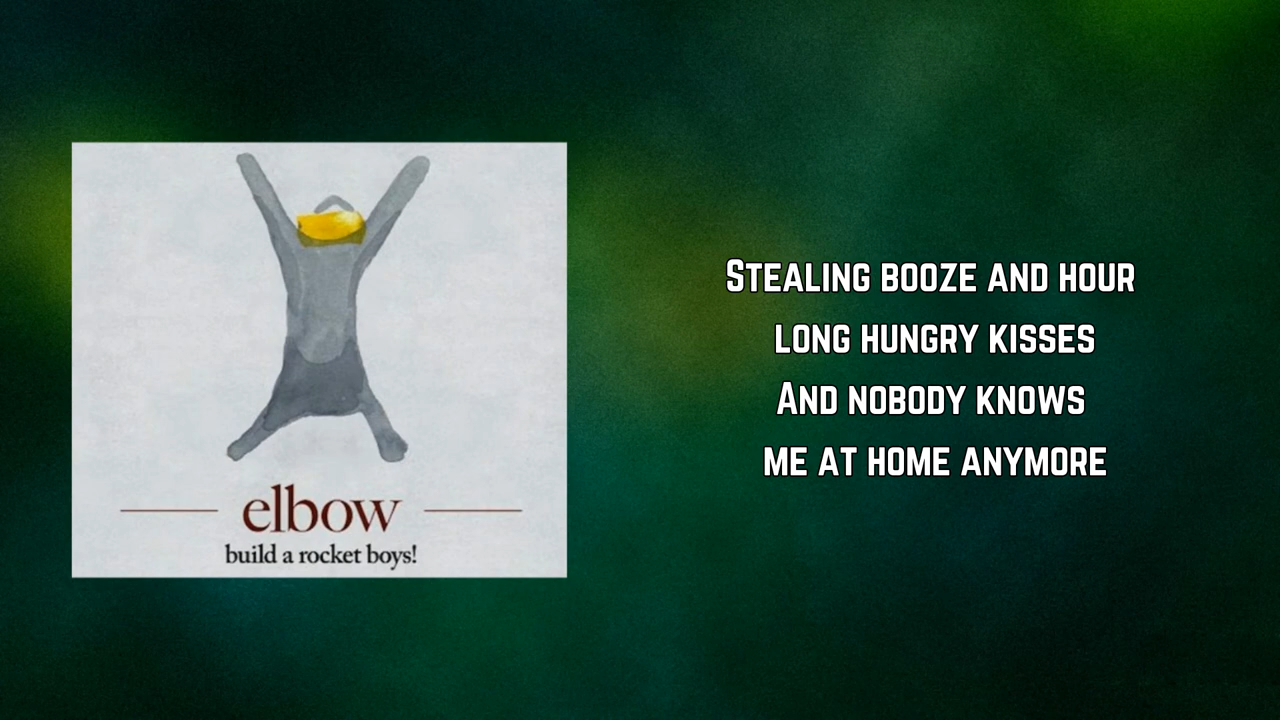 elbow
build a rocket boys!
Stealing booze and hour
long hungry kisses
And nobody knows
me at home anymore